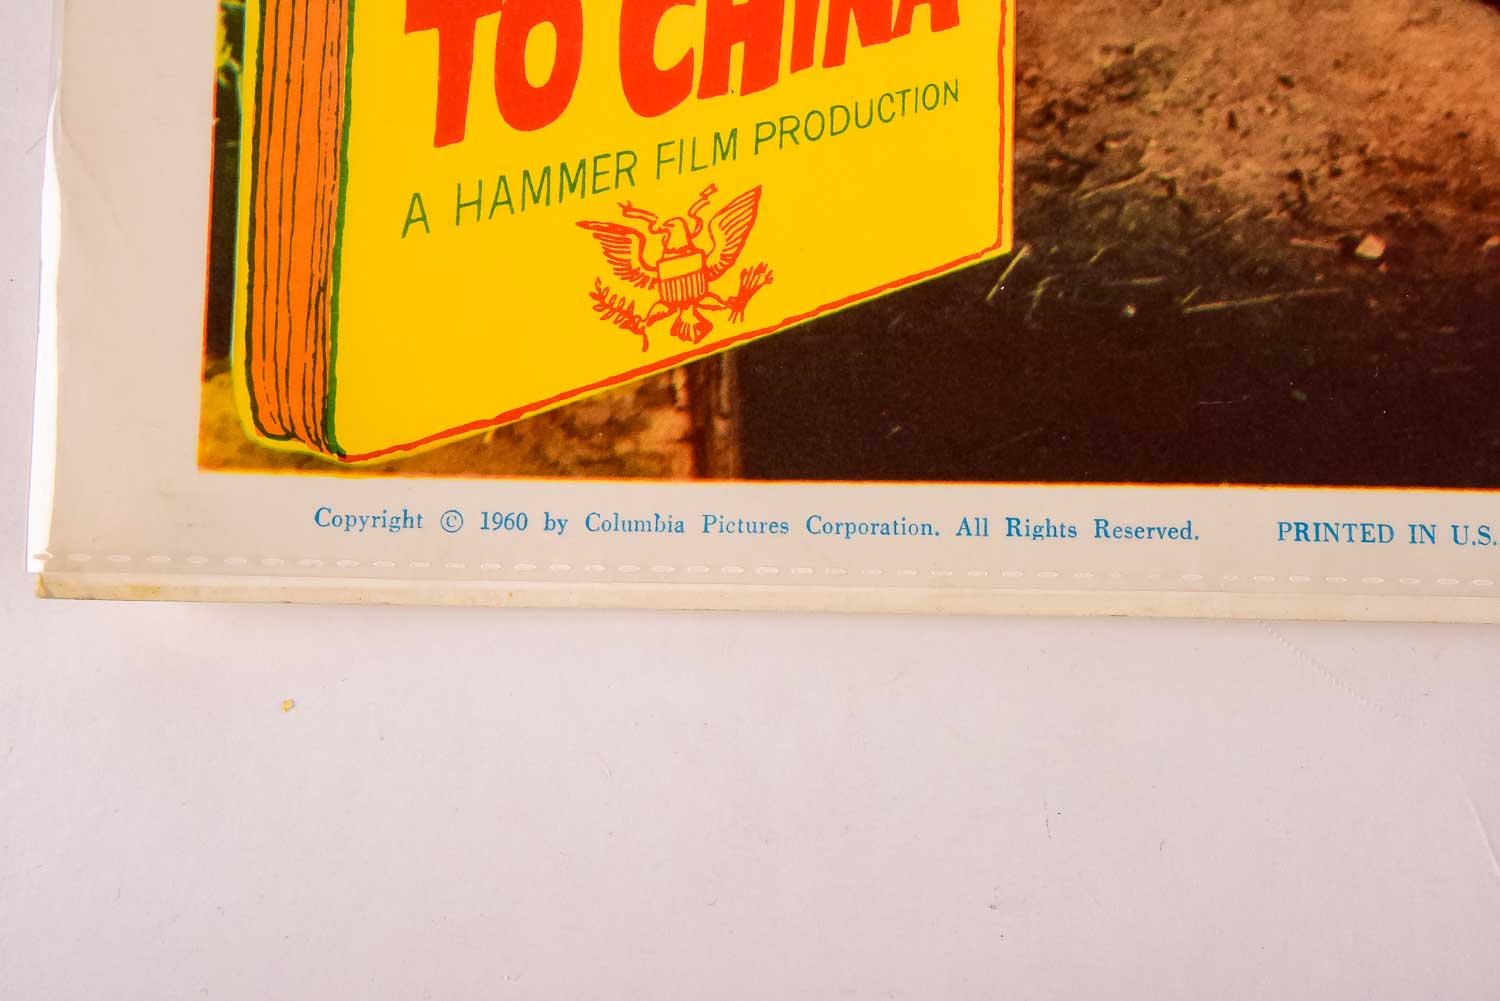 TO CHINA
A HAMMER FILM PRODUCTION
Copyright © 1960 by Columbia Pictures Corporation. All Rights Reserved. PRINTED IN U.S.